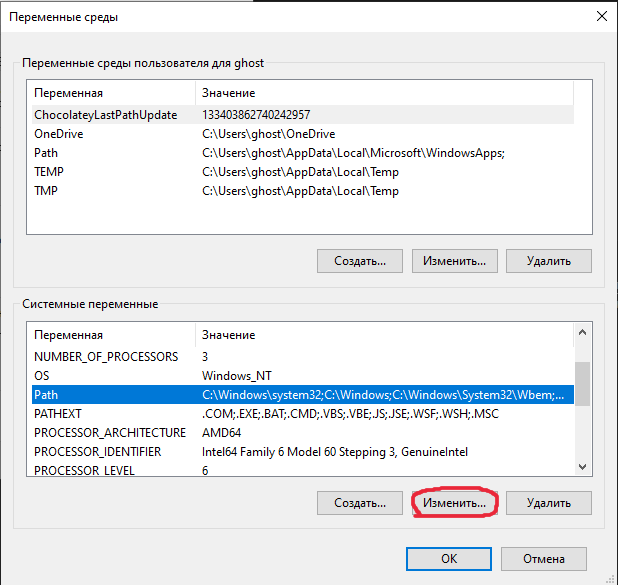 Переменные среды
Переменные среды пользователя для ghost
Переменная Значение
ChocolateyLastPathUpdate 133403862740242957
OneDrive C:\Users\ghost\OneDrive
Path C:\Users\ghost\AppData\Local\Microsoft\WindowsApps;
TEMP C:\Users\ghost\AppData\Local\Temp
TMP C:\Users\ghost\AppData\Local\Temp
Создать... Изменить... Удалить
Системные переменные
Переменная Значение
NUMBER_OF_PROCESSORS 3
OS Windows_NT
Path C:\Windows\system32;C:\Windows;C:\Windows\System32\Wbem;...
PATHEXT .COM;.EXE;.BAT;.CMD;.VBS;.VBE;.JS;.JSE;.WSF;.WSH;.MSC
PROCESSOR_ARCHITECTURE AMD64
PROCESSOR_IDENTIFIER Intel64 Family 6 Model 60 Stepping 3, GenuineIntel
PROCESSOR_LEVEL 6
Создать... Изменить... Удалить
ОК Отмена